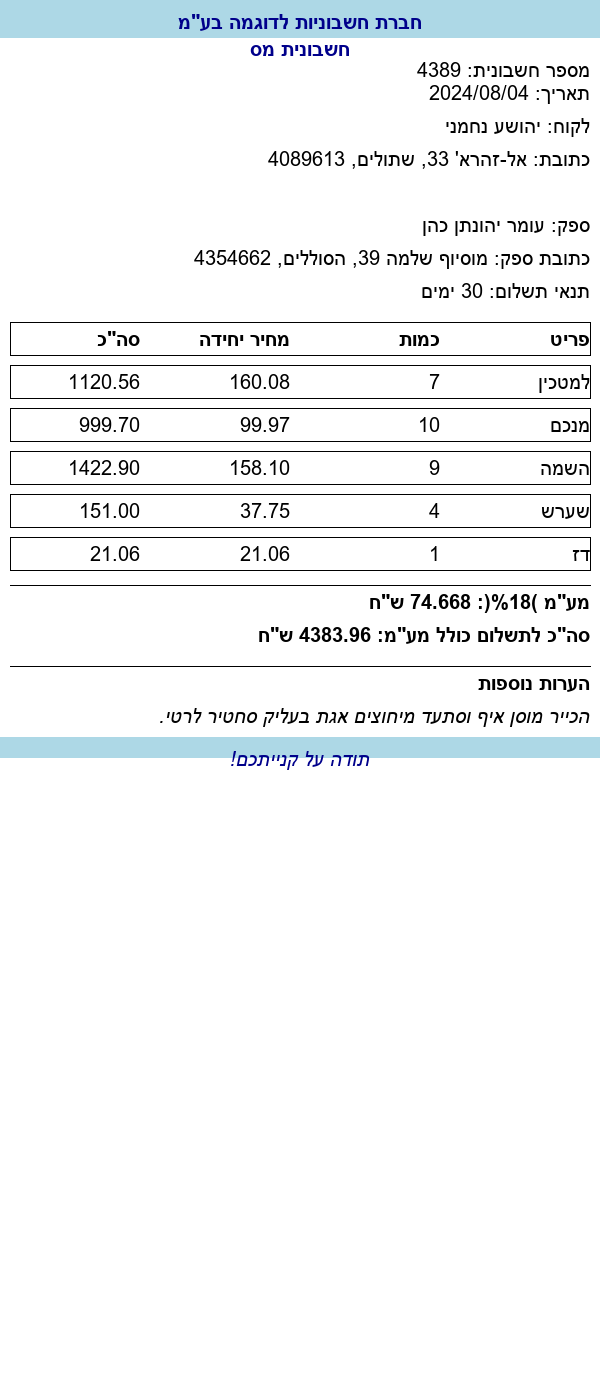 חברת חשבוניות לדוגמה בע"מ
חשבונית מס
מספר חשבונית: 4389
תאריך: 2024/08/04
לקוח: יהושע נחמני
כתובת: אל-זהרא' 33, שתולים, 4089613
ספק: עומר יהונתן כהן
כתובת ספק: מוסיוף שלמה 39, הסוללים, 4354662
תנאי תשלום: 30 ימים
פריט כמות מחיר יחידה סה"כ
למטכין 7 160.08 1120.56
מנכם 10 99.97 999.70
השמה 9 158.10 1422.90
שערש 4 37.75 151.00
דז 1 21.06 21.06
מע"מ )18%(: 74.668 ש"ח
סה"כ לתשלום כולל מע"מ: 4383.96 ש"ח
הערות נוספות
הכייר מוסן איף וסתעד מיחוצים אגת בעליק סחטיר לרטי.
תודה על קנייתכם!